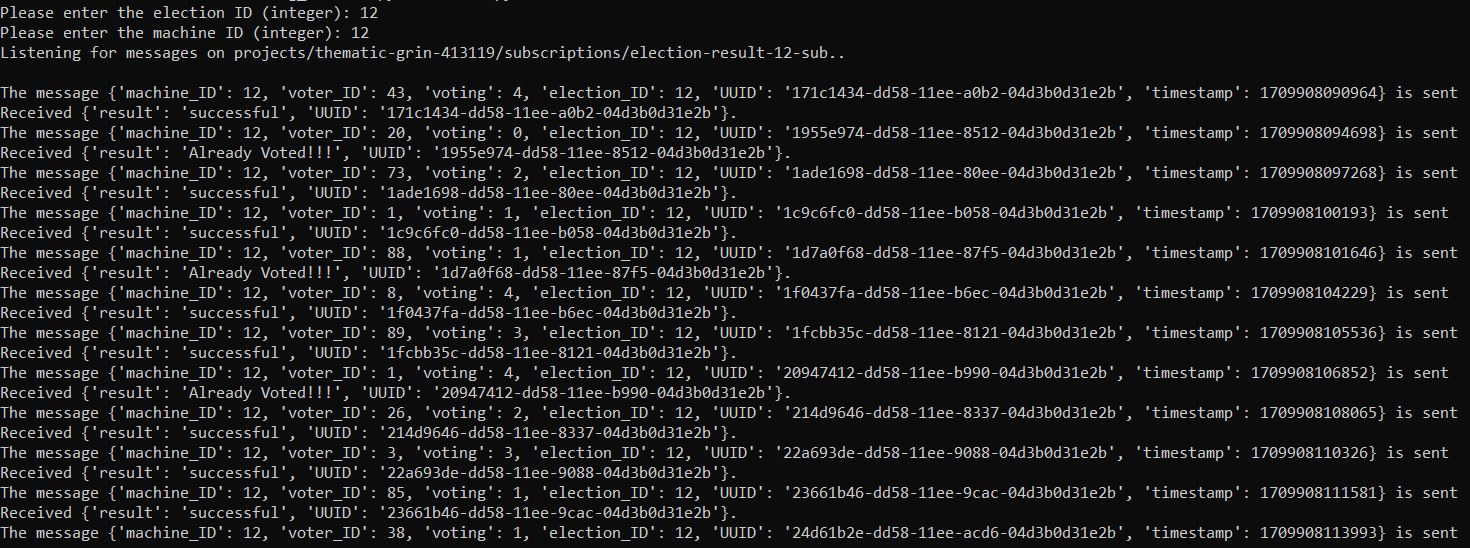 Please enter the election ID (integer): 12
Please enter the machine ID (integer): 12
Listening for messages on projects/thematic-grin-413119/subscriptions/election-result-12-sub..
The message {'machine_ID': 12, 'voter_ID': 43, 'voting': 4, 'election_ID': 12, 'UUID': '171c1434-dd58-11ee-a0b2-04d3b0d31e2b', 'timestamp': 1709908090964} is sent
Received {'result': 'successful', 'UUID': '171c1434-dd58-11ee-a0b2-04d3b0d31e2b'}.
The message {'machine_ID': 12, 'voter_ID': 20, 'voting': 0, 'election_ID': 12, 'UUID': '1955e974-dd58-11ee-8512-04d3b0d31e2b', 'timestamp': 1709908094698} is sent
Received {'result': 'Already Voted!!!', 'UUID': '1955e974-dd58-11ee-8512-04d3b0d31e2b'}.
The message {'machine_ID': 12, 'voter_ID': 73, 'voting': 2, 'election_ID': 12, 'UUID': '1ade1698-dd58-11ee-80ee-04d3b0d31e2b', 'timestamp': 1709908097268} is sent
Received {'result': 'successful', 'UUID': '1ade1698-dd58-11ee-80ee-04d3b0d31e2b'}.
The message {'machine_ID': 12, 'voter_ID': 1, 'voting': 1, 'election_ID': 12, 'UUID': '1c9c6fc0-dd58-11ee-b058-04d3b0d31e2b', 'timestamp': 1709908100193} is sent
Received {'result': 'successful', 'UUID': '1c9c6fc0-dd58-11ee-b058-04d3b0d31e2b'}.
The message {'machine_ID': 12, 'voter_ID': 88, 'voting': 1, 'election_ID': 12, 'UUID': '1d7a0f68-dd58-11ee-87f5-04d3b0d31e2b', 'timestamp': 1709908101646} is sent
Received {'result': 'Already Voted!!!', 'UUID': '1d7a0f68-dd58-11ee-87f5-04d3b0d31e2b'}.
The message {'machine_ID': 12, 'voter_ID': 8, 'voting': 4, 'election_ID': 12, 'UUID': '1f0437fa-dd58-11ee-b6ec-04d3b0d31e2b', 'timestamp': 1709908104229} is sent
Received {'result': 'successful', 'UUID': '1f0437fa-dd58-11ee-b6ec-04d3b0d31e2b'}.
The message {'machine_ID': 12, 'voter_ID': 89, 'voting': 3, 'election_ID': 12, 'UUID': '1fcbb35c-dd58-11ee-8121-04d3b0d31e2b', 'timestamp': 1709908105536} is sent
Received {'result': 'successful', 'UUID': '1fcbb35c-dd58-11ee-8121-04d3b0d31e2b'}.
The message {'machine_ID': 12, 'voter_ID': 1, 'voting': 4, 'election_ID': 12, 'UUID': '20947412-dd58-11ee-b990-04d3b0d31e2b', 'timestamp': 1709908106852} is sent
Received {'result': 'Already Voted!!!', 'UUID': '20947412-dd58-11ee-b990-04d3b0d31e2b'}.
The message {'machine_ID': 12, 'voter_ID': 26, 'voting': 2, 'election_ID': 12, 'UUID': '214d9646-dd58-11ee-8337-04d3b0d31e2b', 'timestamp': 1709908108065} is sent
Received {'result': 'successful', 'UUID': '214d9646-dd58-11ee-8337-04d3b0d31e2b'}.
The message {'machine_ID': 12, 'voter_ID': 3, 'voting': 3, 'election_ID': 12, 'UUID': '22a693de-dd58-11ee-9088-04d3b0d31e2b', 'timestamp': 1709908110326} is sent
Received {'result': 'successful', 'UUID': '22a693de-dd58-11ee-9088-04d3b0d31e2b'}.
The message {'machine_ID': 12, 'voter_ID': 85, 'voting': 1, 'election_ID': 12, 'UUID': '23661b46-dd58-11ee-9cac-04d3b0d31e2b', 'timestamp': 1709908111581} is sent
Received {'result': 'successful', 'UUID': '23661b46-dd58-11ee-9cac-04d3b0d31e2b'}.
The message {'machine_ID': 12, 'voter_ID': 38, 'voting': 1, 'election_ID': 12, 'UUID': '24d61b2e-dd58-11ee-acd6-04d3b0d31e2b', 'timestamp': 1709908113993} is sent